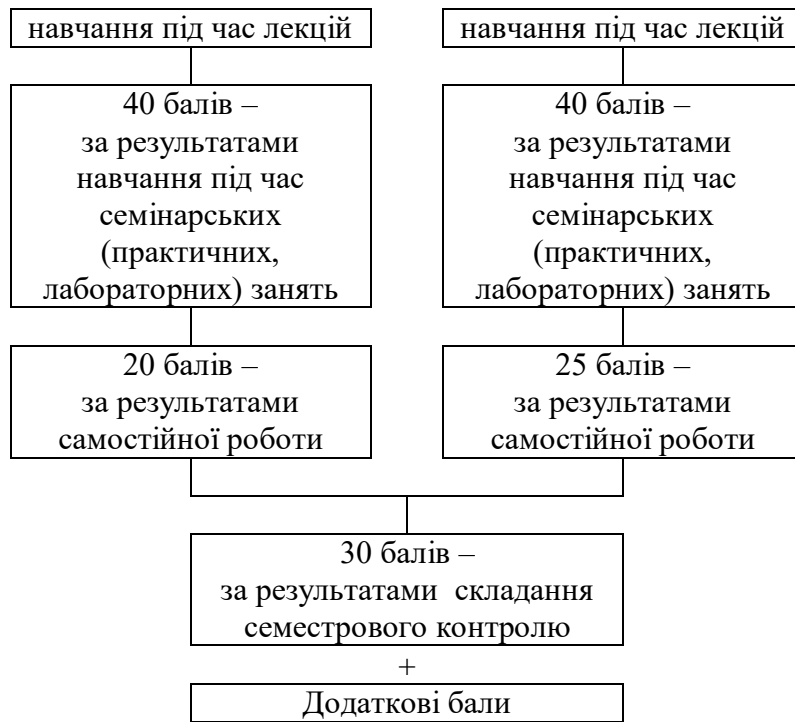 навчання під час лекцій
40 балів –
за результатами
навчання під час
семінарських
(практичних,
лабораторних) занять
20 балів –
за результатами
самостійної роботи
навчання під час лекцій
40 балів –
за результатами
навчання під час
семінарських
(практичних,
лабораторних) занять
25 балів –
за результатами
самостійної роботи
30 балів –
за результатами складання
семестрового контролю
+
Додаткові бали